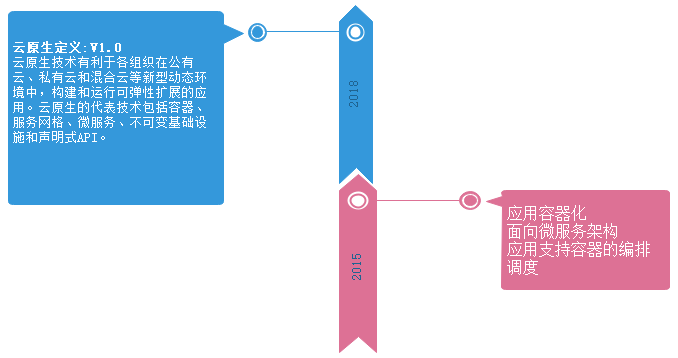 云原生定义:V1.0
云原生技术有利于各组织在公有
云、私有云和混合云等新型动态环
境中，构建和运行可弹性扩展的应
用。云原生的代表技术包括容器、
服务网格、微服务、不可变基础设
施和声明式API。
2018
2015
应用容器化
面向微服务架构
应用支持容器的编排
调度